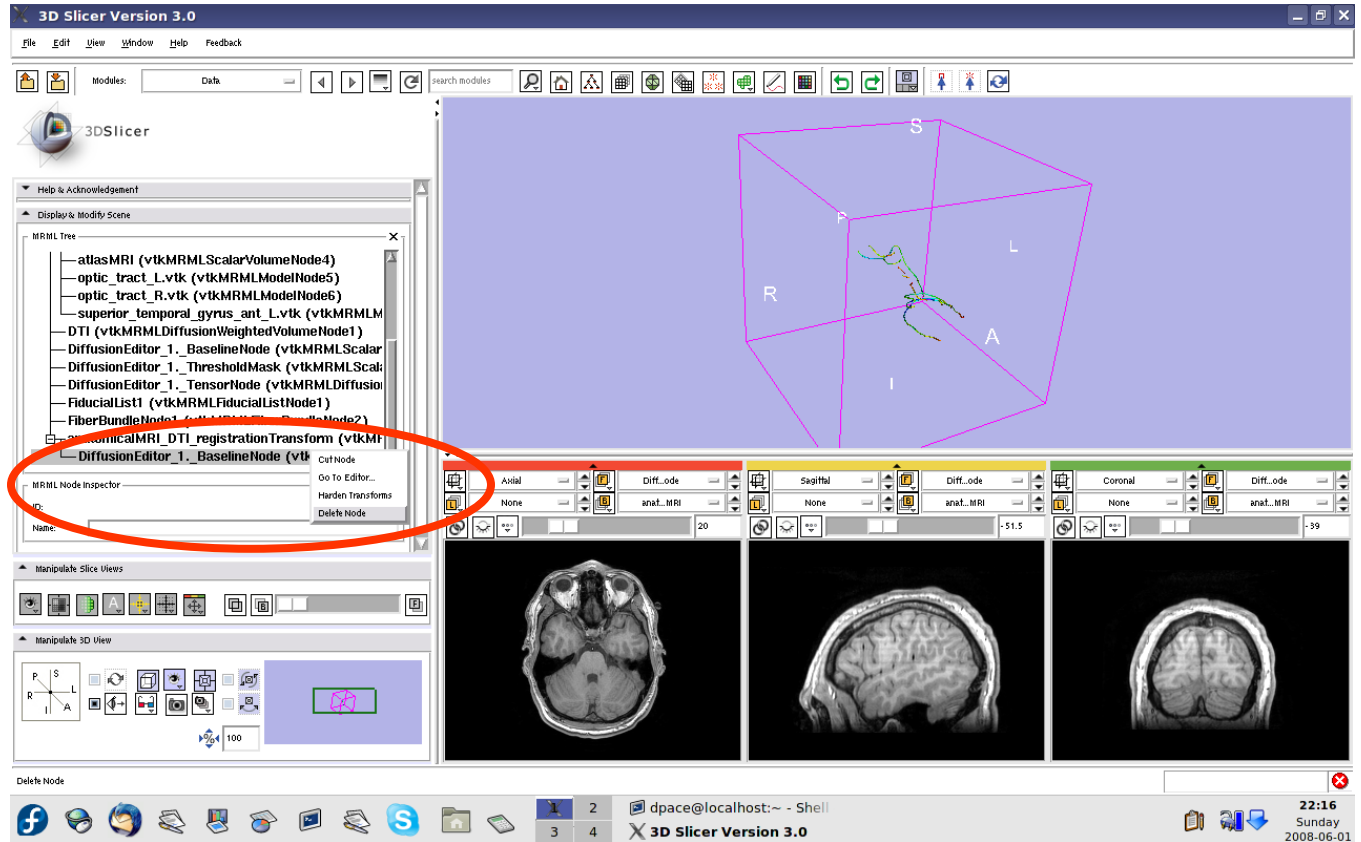 3D Slicer Version 3.0
File Edit View Window Help Feedback
Modules: Data search modules
3DSlicer
Help & Acknowledgement
Display & Modify Scene
MRML Tree
atlasMRI (vtkMRMLScalarVolumeNode4)
optic_tract_L.vtk (vtkMRMLModelNode5)
optic_tract_R.vtk (vtkMRMLModelNode6)
superior_temporal_gyrus_ant_L.vtk (vtkMRMLM
DTI (vtkMRMLDiffusionWeightedVolumeNode1)
DiffusionEditor_1._BaselineNode (vtkMRMLScalar
DiffusionEditor_1._ThresholdMask (vtkMRMLScala
DiffusionEditor_1._TensorNode (vtkMRMLDiffusio
FiducialList1 (vtkMRMLFiducialListNode1)
FiberBundleNode1 (vtkMRMLFiberBundleNode2)
anatomicalMRI_DTI_registrationTransform (vtkMR
DiffusionEditor_1._BaselineNode (vtk
Cut Node
Go To Editor...
Harden Transforms
Delete Node
MRML Node Inspector
ID:
Name:
S
P
L
R
A
I
Axial Diff...ode
None anat...MRI
20
Sagittal Diff...ode
None anat...MRI
-51.5
Coronal Diff...ode
None anat...MRI
-39
L F B
L F B
L F B
Manipulate Slice Views
A B F
Manipulate 3D View
P S
R L
I A
% 100
Delete Node
1 2
3 4
dpace@localhost:~ - Shell
3D Slicer Version 3.0
22:16
Sunday
2008-06-01